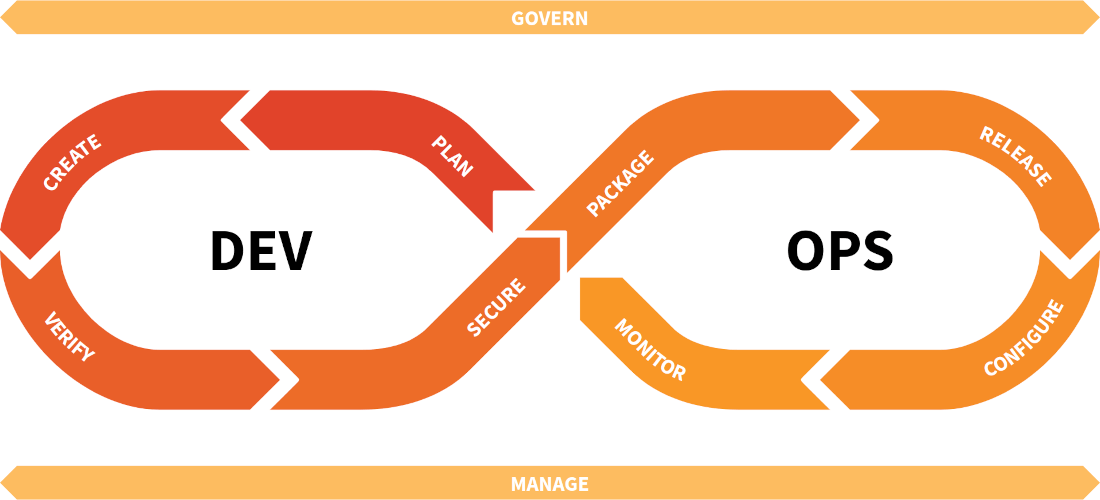 GOVERN
CREATE
PLAN
PACKAGE
RELEASE
DEV
OPS
VERIFY
SECURE
MONITOR
CONFIGURE
MANAGE